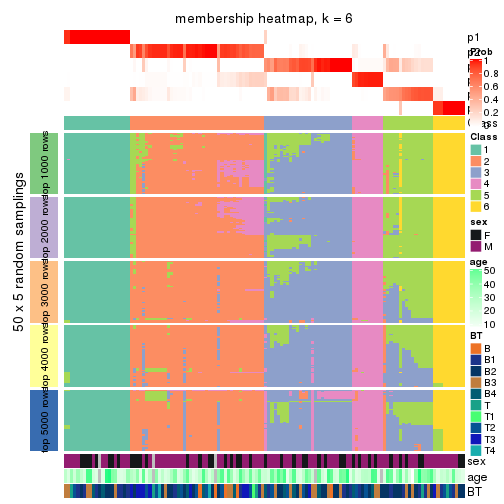 membership heatmap, k = 6
p1
p2
Prob
1
0.8
0.6
0.4
0.2
0
Class
Class
1
2
3
4
5
6
sex
F
M
age
50
40
30
20
10
BT
B
B1
B2
B3
B4
T
T1
T2
T3
T4
50 x 5 random samplings
top 1000 rows
top 2000 rows
top 3000 rows
top 4000 rows
top 5000 rows
sex
age
BT